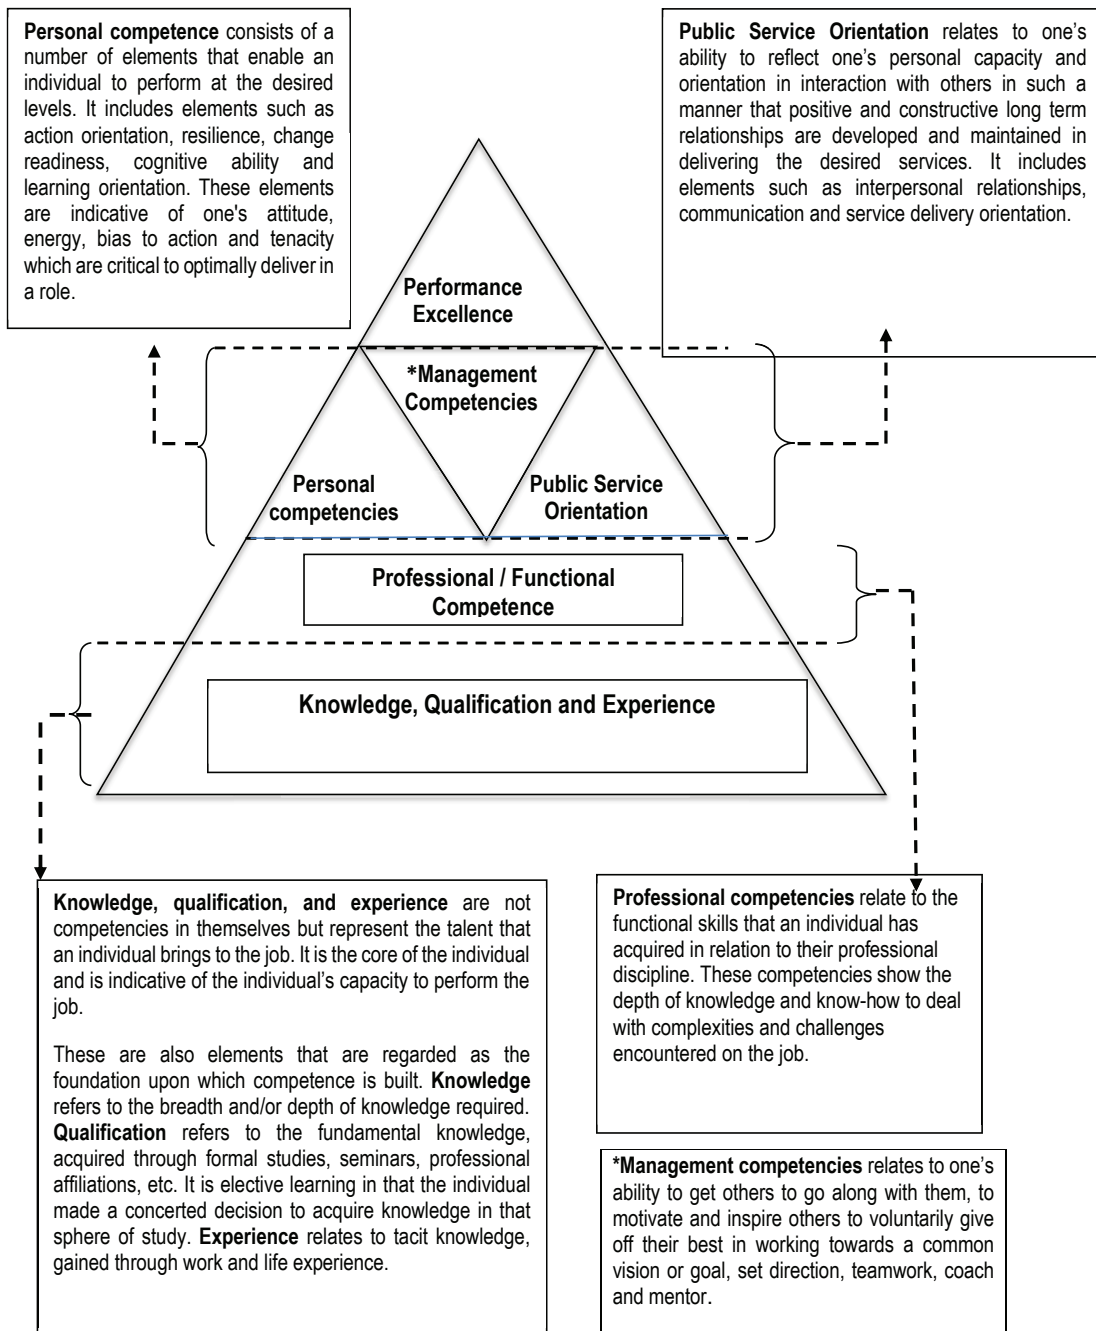 Personal competence consists of a
number of elements that enable an
individual to perform at the desired
levels. It includes elements such as
action orientation, resilience, change
readiness, cognitive ability and
learning orientation. These elements
are indicative of one's attitude,
energy, bias to action and tenacity
which are critical to optimally deliver in
a role.
Public Service Orientation relates to one’s
ability to reflect one’s personal capacity and
orientation in interaction with others in such a
manner that positive and constructive long term
relationships are developed and maintained in
delivering the desired services. It includes
elements such as interpersonal relationships,
communication and service delivery orientation.
Performance
Excellence
*Management
Competencies
Personal
competencies
Public Service
Orientation
Professional / Functional
Competence
Knowledge, Qualification and Experience
Knowledge, qualification, and experience are not
competencies in themselves but represent the talent that
an individual brings to the job. It is the core of the individual
and is indicative of the individual’s capacity to perform the
job.
These are also elements that are regarded as the
foundation upon which competence is built. Knowledge
refers to the breadth and/or depth of knowledge required.
Qualification refers to the fundamental knowledge,
acquired through formal studies, seminars, professional
affiliations, etc. It is elective learning in that the individual
made a concerted decision to acquire knowledge in that
sphere of study. Experience relates to tacit knowledge,
gained through work and life experience.
Professional competencies relate to the
functional skills that an individual has
acquired in relation to their professional
discipline. These competencies show the
depth of knowledge and know-how to deal
with complexities and challenges
encountered on the job.
*Management competencies relates to one’s
ability to get others to go along with them, to
motivate and inspire others to voluntarily give
off their best in working towards a common
vision or goal, set direction, teamwork, coach
and mentor.